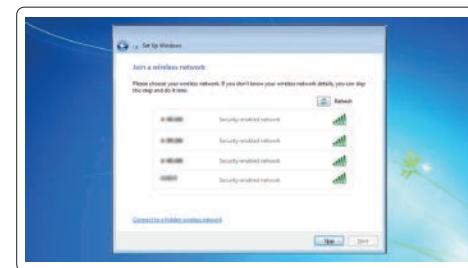 Set Up Windows
Join a wireless network
Please choose your wireless network. If you don't know your wireless network details, you can skip
this step and do it later.
Refresh
Security-enabled network
Security-enabled network
Security-enabled network
Security-enabled network
Connect to a hidden wireless network
Skip
Next